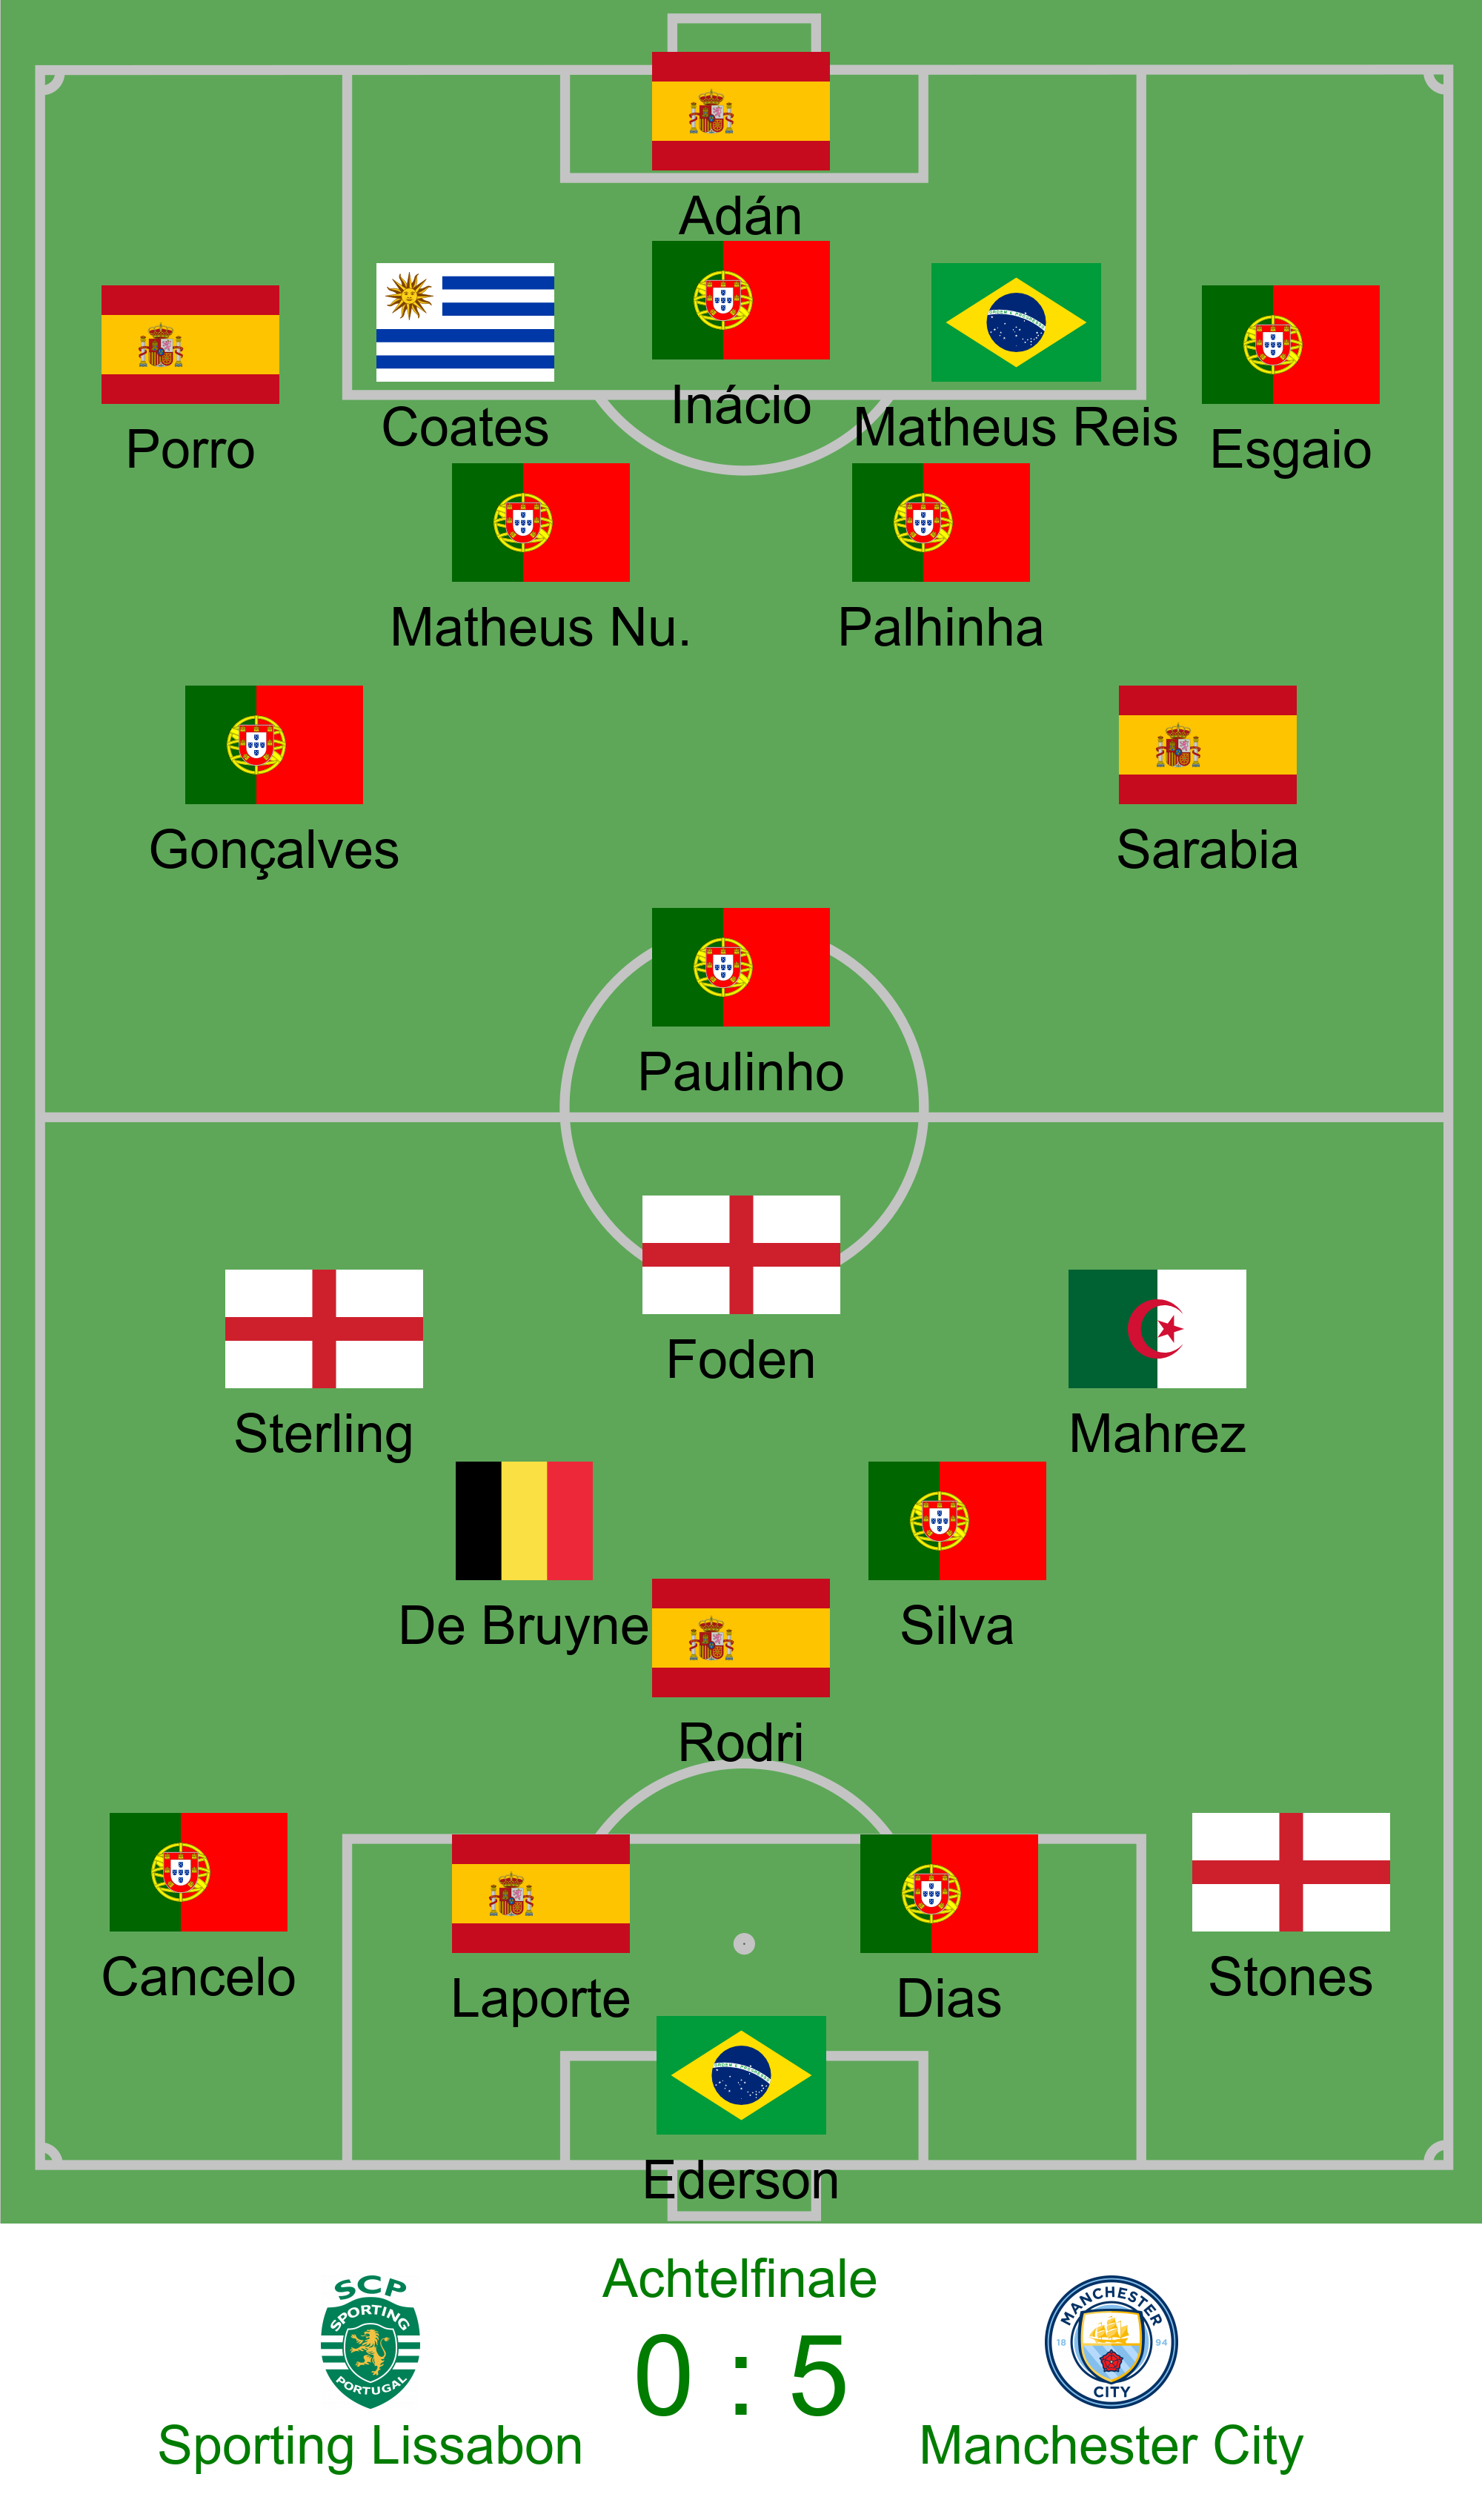 Adán
Porro
Coates
Inácio
Matheus Reis
Esgaio
Matheus Nu.
Palhinha
Gonçalves
Sarabia
Paulinho
Foden
Sterling
Mahrez
De Bruyne
Silva
Rodri
Cancelo
Laporte
Dias
Stones
Ederson
Achtelfinale
0 : 5
SCP
SPORTING
PORTUGAL
Sporting Lissabon
MANCHESTER
18 94
CITY
Manchester City